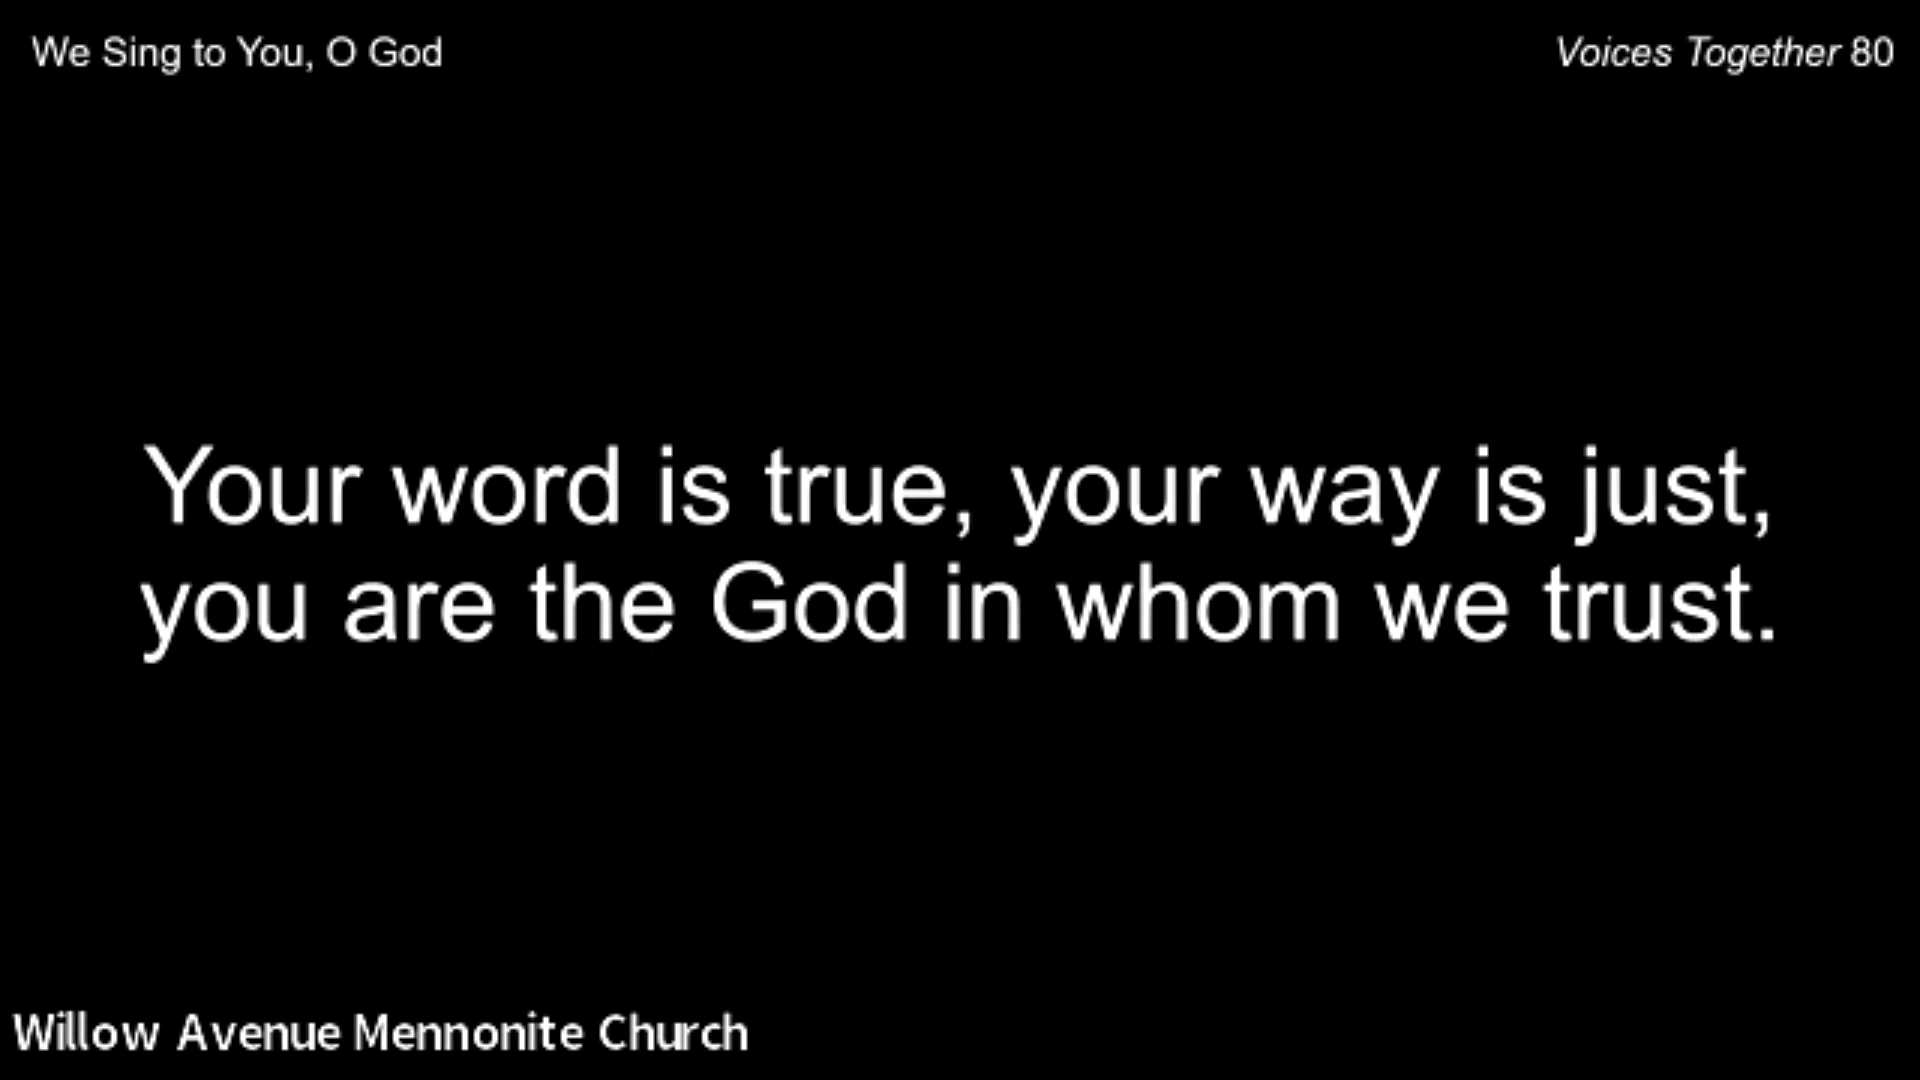 We Sing to You, O God
Voices Together 80
Your word is true, your way is just,
you are the God in whom we trust.
Willow Avenue Mennonite Church